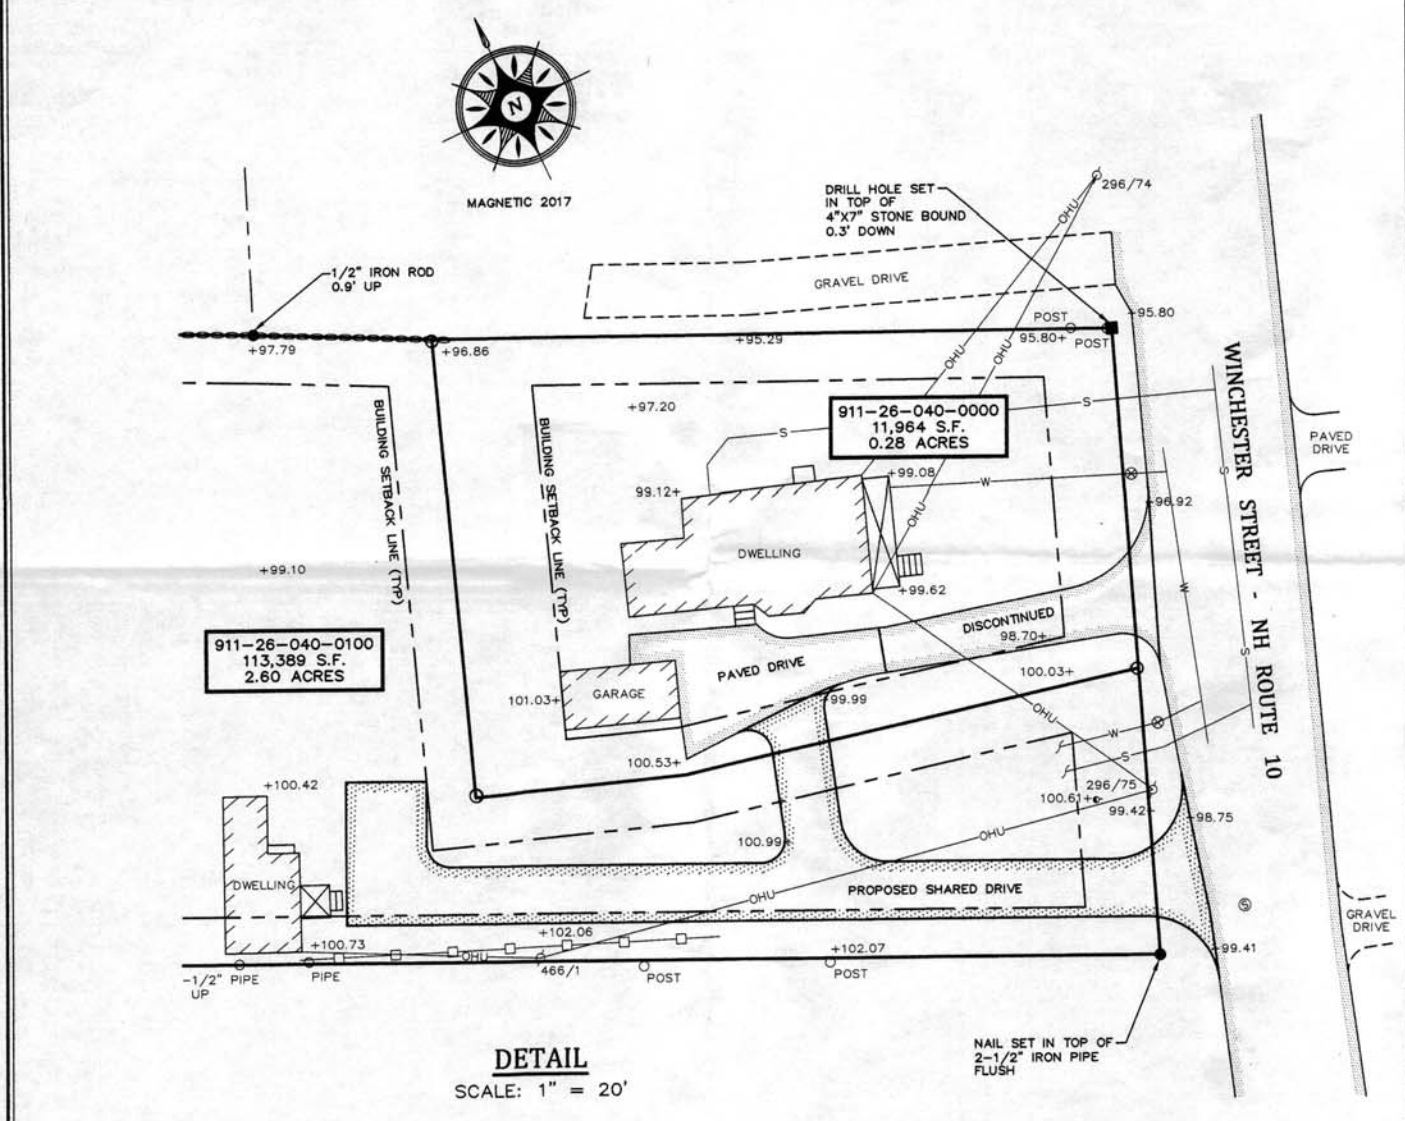 N
MAGNETIC 2017
296/74
DRILL HOLE SET
IN TOP OF
4"X7" STONE BOUND
0.3' DOWN
OHU
OHU
1/2" IRON ROD
0.9' UP
GRAVEL DRIVE
POST
+95.80
+97.79
+96.86
+95.29
95.80+
POST
OHU
OHU
+97.20
911-26-040-0000
11,964 S.F.
0.28 ACRES
S
S
BUILDING SETBACK LINE (TYP)
BUILDING SETBACK LINE (TYP)
WINCHESTER STREET - NH ROUTE 10
PAVED
DRIVE
99.12+
+99.08
W
S
OHU
+96.92
DWELLING
+99.10
+99.62
W
DISCONTINUED
98.70+
911-26-040-0100
113,389 S.F.
2.60 ACRES
PAVED DRIVE
100.03+
S
101.03+
GARAGE
+99.99
OHU
W
100.53+
S
+100.42
296/75
100.61+
99.42+
+98.75
100.99+
OHU
DWELLING
OHU
PROPOSED SHARED DRIVE
S
GRAVEL
DRIVE
+100.73
+102.06
+102.07
+99.41
OHU
466/1
-1/2"
UP
PIPE
PIPE
POST
POST
NAIL SET IN TOP OF
2-1/2" IRON PIPE
FLUSH
DETAIL
SCALE: 1" = 20'